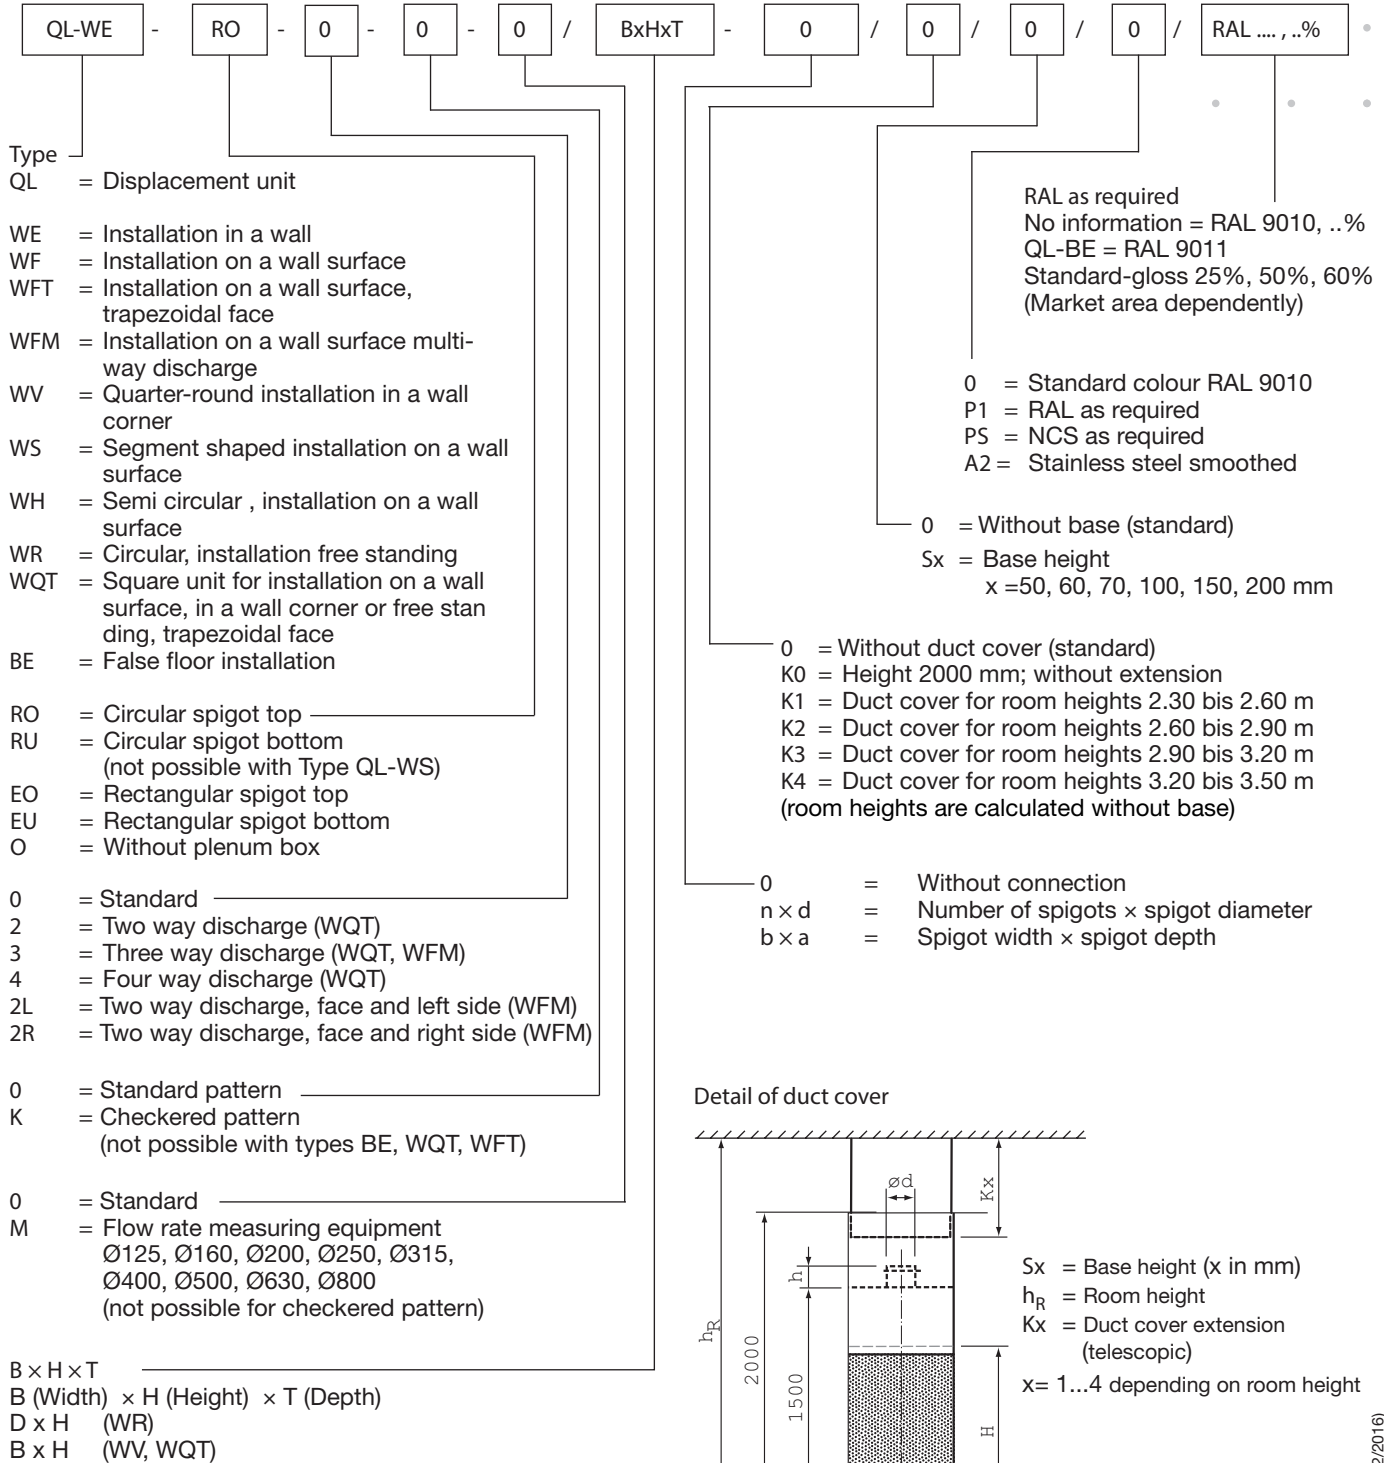 QL-WE - RO - 0 - 0 - 0 / BxHxT - 0 / 0 / 0 / 0 / RAL .... , ..%
Type
QL = Displacement unit
WE = Installation in a wall
WF = Installation on a wall surface
WFT = Installation on a wall surface,
trapezoidal face
WFM = Installation on a wall surface multi-
way discharge
WV = Quarter-round installation in a wall
corner
WS = Segment shaped installation on a wall
surface
WH = Semi circular , installation on a wall
surface
WR = Circular, installation free standing
WQT = Square unit for installation on a wall
surface, in a wall corner or free stan
ding, trapezoidal face
BE = False floor installation
RO = Circular spigot top
RU = Circular spigot bottom
(not possible with Type QL-WS)
EO = Rectangular spigot top
EU = Rectangular spigot bottom
O = Without plenum box
0 = Standard
2 = Two way discharge (WQT)
3 = Three way discharge (WQT, WFM)
4 = Four way discharge (WQT)
2L = Two way discharge, face and left side (WFM)
2R = Two way discharge, face and right side (WFM)
0 = Standard pattern
K = Checkered pattern
(not possible with types BE, WQT, WFT)
0 = Standard
M = Flow rate measuring equipment
Ø125, Ø160, Ø200, Ø250, Ø315,
Ø400, Ø500, Ø630, Ø800
(not possible for checkered pattern)
B × H × T
B (Width) × H (Height) × T (Depth)
D x H (WR)
B x H (WV, WQT)
RAL as required
No information = RAL 9010, ..%
QL-BE = RAL 9011
Standard-gloss 25%, 50%, 60%
(Market area dependently)
0 = Standard colour RAL 9010
P1 = RAL as required
PS = NCS as required
A2 = Stainless steel smoothed
0 = Without base (standard)
Sx = Base height
x =50, 60, 70, 100, 150, 200 mm
0 = Without duct cover (standard)
K0 = Height 2000 mm; without extension
K1 = Duct cover for room heights 2.30 bis 2.60 m
K2 = Duct cover for room heights 2.60 bis 2.90 m
K3 = Duct cover for room heights 2.90 bis 3.20 m
K4 = Duct cover for room heights 3.20 bis 3.50 m
(room heights are calculated without base)
0 = Without connection
n × d = Number of spigots × spigot diameter
b × a = Spigot width × spigot depth
Detail of duct cover
ød
Kx
h
hR
2000
1500
H
Sx = Base height (x in mm)
hR = Room height
Kx = Duct cover extension
(telescopic)
x= 1...4 depending on room height
2/2016)